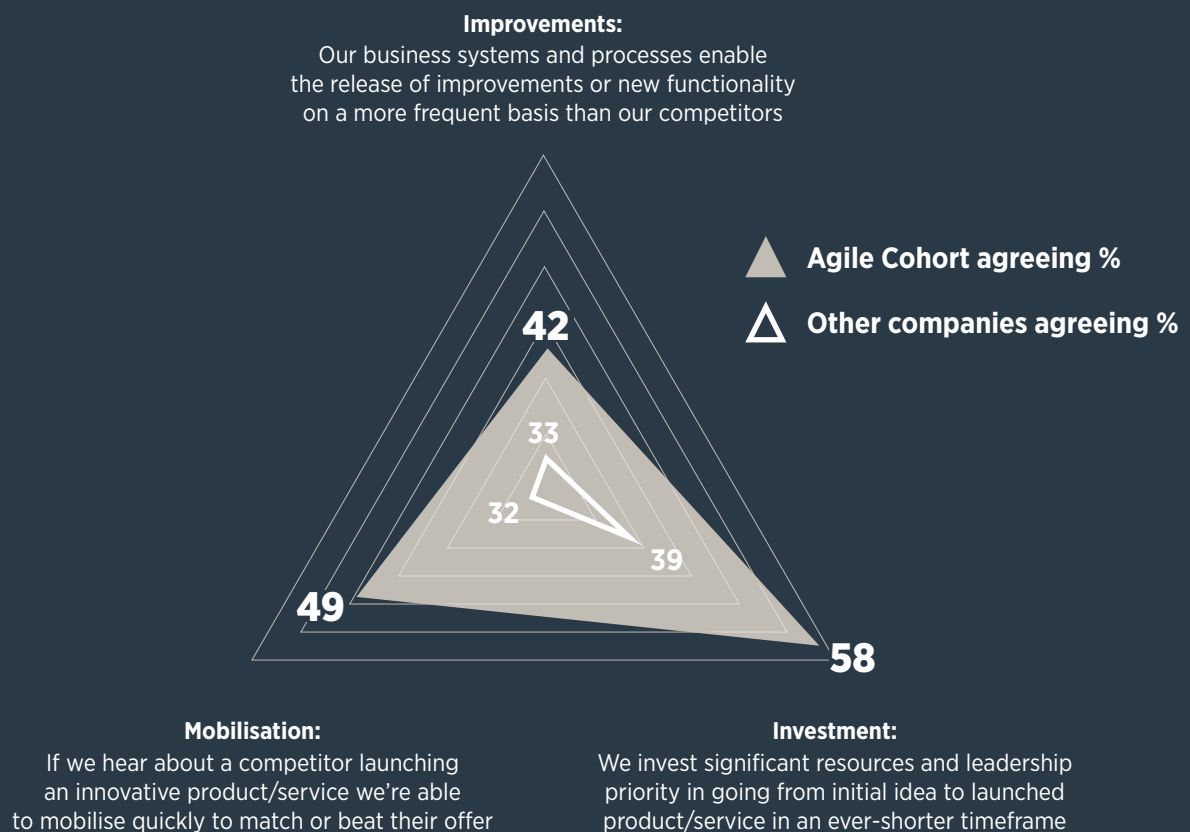 Improvements:
Our business systems and processes enable
the release of improvements or new functionality
on a more frequent basis than our competitors
Agile Cohort agreeing %
Other companies agreeing %
42
33
32
39
49
58
Mobilisation:
If we hear about a competitor launching
an innovative product/service we’re able
to mobilise quickly to match or beat their offer
Investment:
We invest significant resources and leadership
priority in going from initial idea to launched
product/service in an ever-shorter timeframe